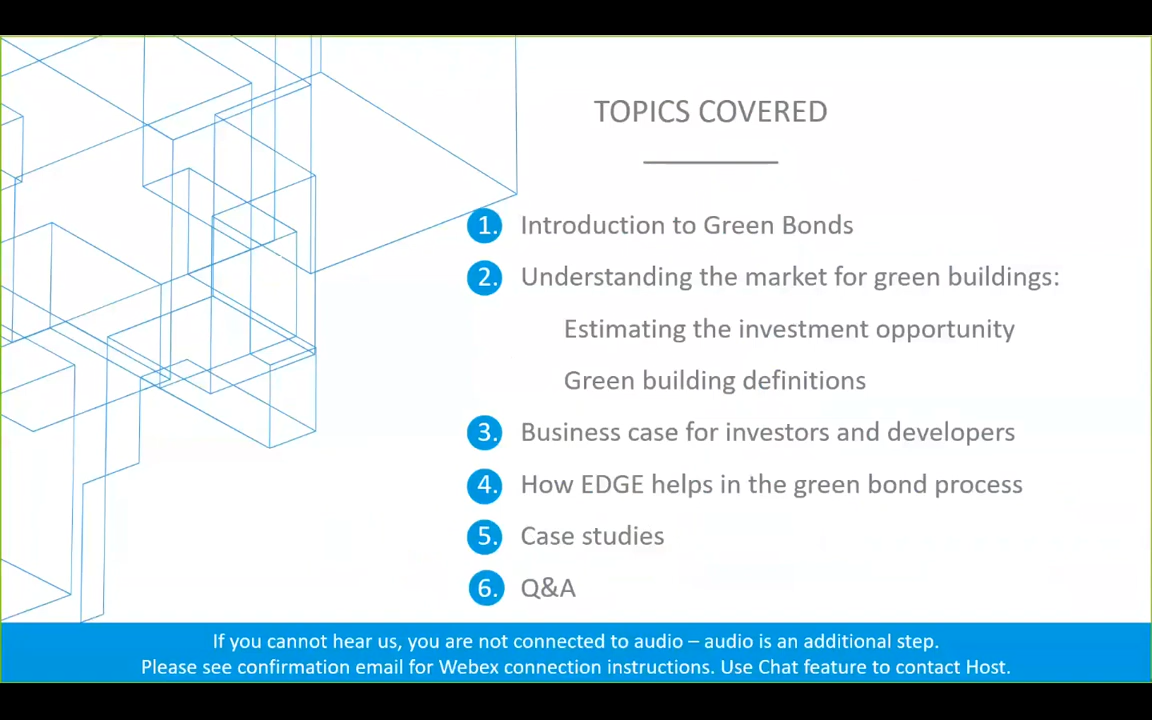 TOPICS COVERED
1. Introduction to Green Bonds
2. Understanding the market for green buildings:
Estimating the investment opportunity
Green building definitions
3. Business case for investors and developers
4. How EDGE helps in the green bond process
5. Case studies
6. Q&A
If you cannot hear us, you are not connected to audio – audio is an additional step.
Please see confirmation email for Webex connection instructions. Use Chat feature to contact Host.